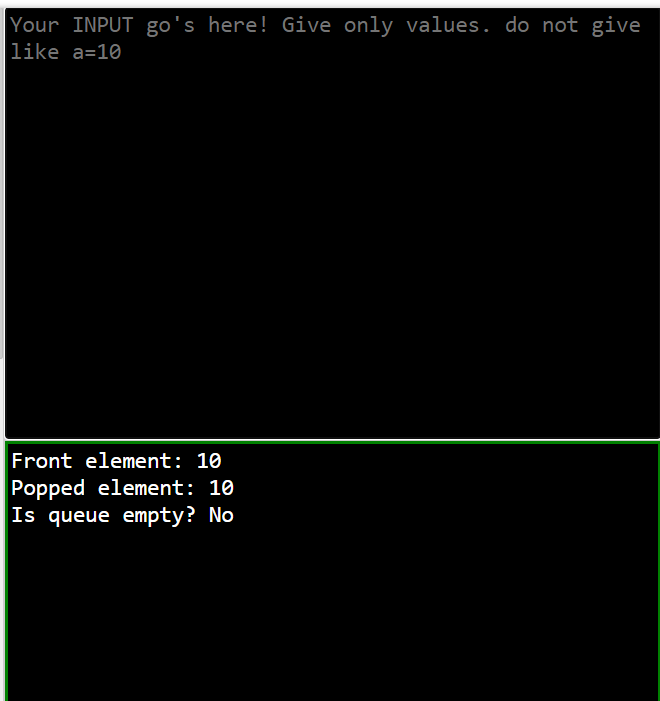 Your INPUT go's here! Give only values. do not give
like a=10
Front element: 10
Popped element: 10
Is queue empty? No